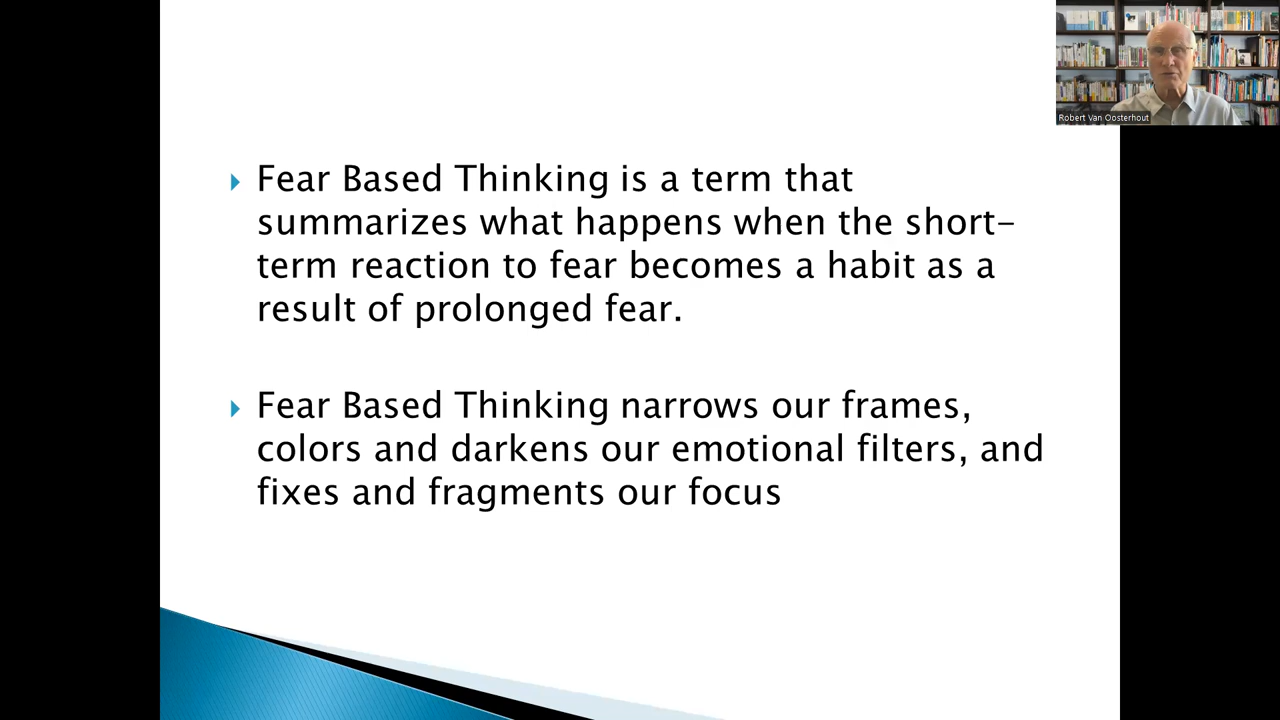 Fear Based Thinking is a term that
summarizes what happens when the short-
term reaction to fear becomes a habit as a
result of prolonged fear.
Fear Based Thinking narrows our frames,
colors and darkens our emotional filters, and
fixes and fragments our focus
Robert Van Oosterhout